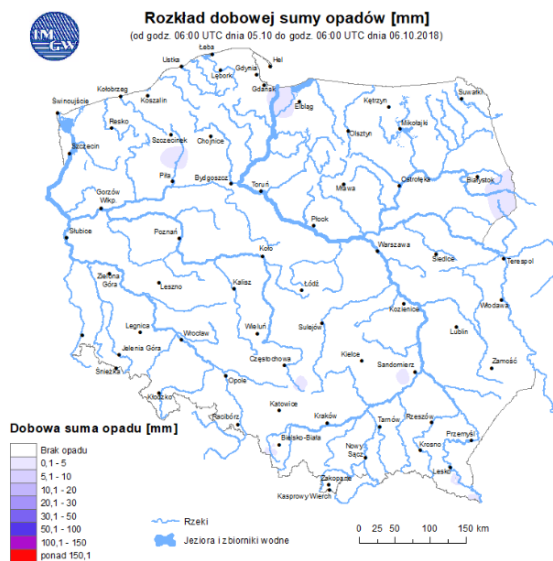 IM
GW
Rozkład dobowej sumy opadów [mm]
(od godz. 06:00 UTC dnia 05.10 do godz. 06:00 UTC dnia 06.10.2018)
Łeba
Ustka
Hel
Lębork
Gdynia
Gdańsk
Suwałki
Kołobrzeg
Koszalin
Elbląg
Kętrzyn
Świnoujście
Resko
Szczecinek
Chojnice
Olsztyn
Mikołajki
Szczecin
Piła
Bydgoszcz
Toruń
Mława
Ostrołęka
Białystok
Gorzów
Wlkp.
Płock
Słubice
Poznań
Koło
Warszawa
Siedlce
Terespol
Zielona
Góra
Leszno
Kalisz
Łódź
Kozienice
Włodawa
Legnica
Wrocław
Wieluń
Sulejów
Lublin
Jelenia Góra
Częstochowa
Kielce
Sandomierz
Zamość
Śnieżka
Opole
Kłodzko
Katowice
Racibórz
Kraków
Tarnów
Rzeszów
Bielsko-Biała
Nowy
Sącz
Krosno
Przemyśl
Lesko
Zakopane
Kasprowy Wierch
Dobowa suma opadu [mm]
Brak opadu
0,1 - 5
5,1 - 10
10,1 - 20
20,1 - 30
30,1 - 50
50,1 - 100
100,1 - 150
ponad 150,1
Rzeki
Jeziora i zbiorniki wodne
0 25 50 100 150 km